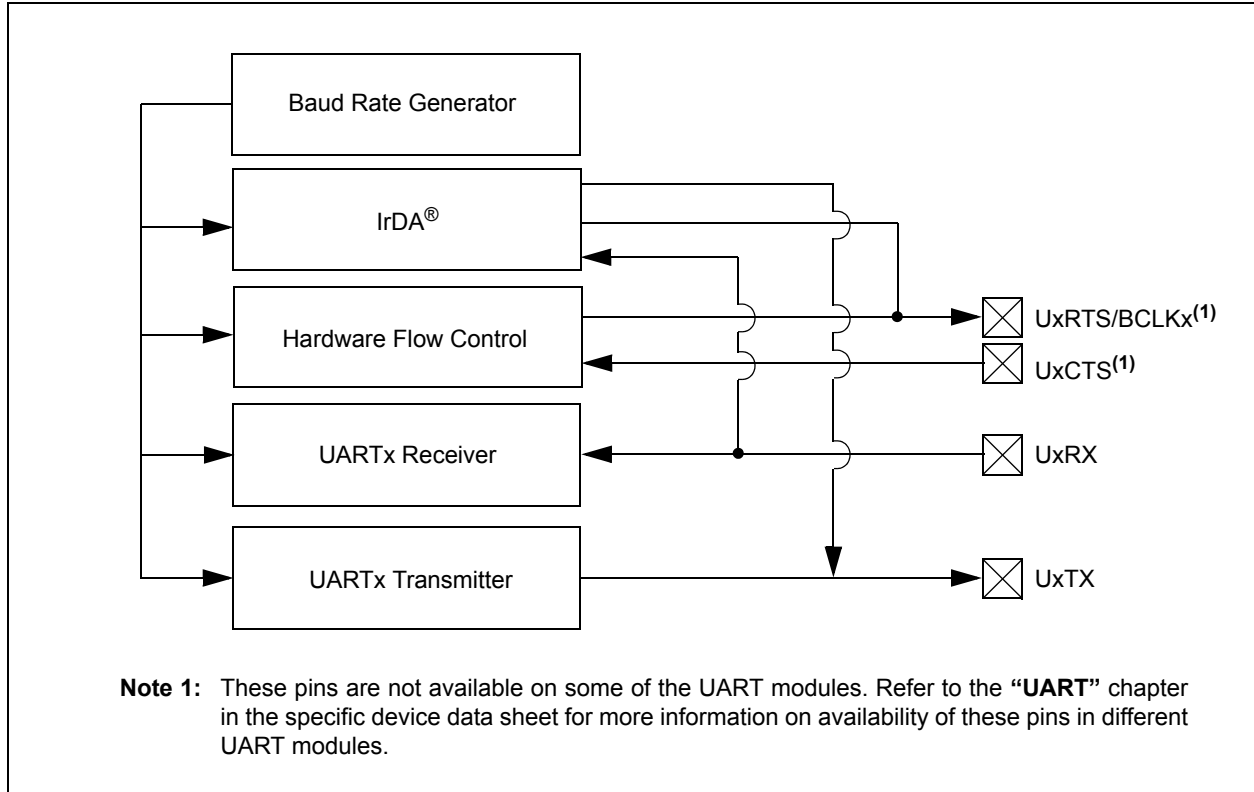 Baud Rate Generator
IrDA®
Hardware Flow Control
UxRTS/BCLKx(1)
UxCTS(1)
UARTx Receiver
UxRX
UARTx Transmitter
UxTX
Note 1: These pins are not available on some of the UART modules. Refer to the “UART” chapter
in the specific device data sheet for more information on availability of these pins in different
UART modules.